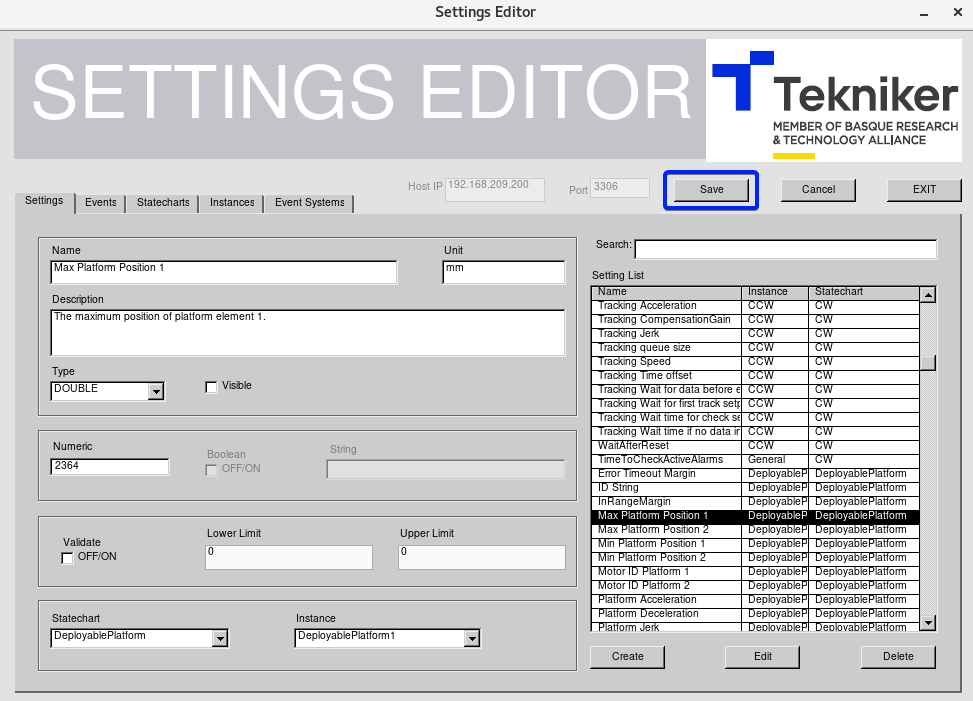 Settings Editor
SETTINGS EDITOR
Tekniker
MEMBER OF BASQUE RESEARCH
& TECHNOLOGY ALLIANCE
Host IP 192.168.209.200 Port 3306 Save Cancel EXIT
Settings Events Statecharts Instances Event Systems
Name Unit
Max Platform Position 1 mm
Description
The maximum position of platform element 1.
Type
DOUBLE Visible
Numeric Boolean String
2364 OFF/ON
Validate Lower Limit Upper Limit
OFF/ON 0 0
Statechart Instance
DeployablePlatform DeployablePlatform1
Search:
Setting List
Name Instance Statechart
Tracking Acceleration CCW CW
Tracking CompensationGain CCW CW
Tracking Jerk CCW CW
Tracking queue size CCW CW
Tracking Speed CCW CW
Tracking Time offset CCW CW
Tracking Wait for data before e CCW CW
Tracking Wait for first track setp CCW CW
Tracking Wait time for check se CCW CW
Tracking Wait time if no data in CCW CW
WaitAfterReset CCW CW
TimeToCheckActiveAlarms General CW
Error Timeout Margin DeployableP DeployablePlatform
ID String DeployableP DeployablePlatform
InRangeMargin DeployableP DeployablePlatform
Max Platform Position 1 DeployableP DeployablePlatform
Max Platform Position 2 DeployableP DeployablePlatform
Min Platform Position 1 DeployableP DeployablePlatform
Min Platform Position 2 DeployableP DeployablePlatform
Motor ID Platform 1 DeployableP DeployablePlatform
Motor ID Platform 2 DeployableP DeployablePlatform
Platform Acceleration DeployableP DeployablePlatform
Platform Deceleration DeployableP DeployablePlatform
Platform Jerk DeployableP DeployablePlatform
Create Edit Delete